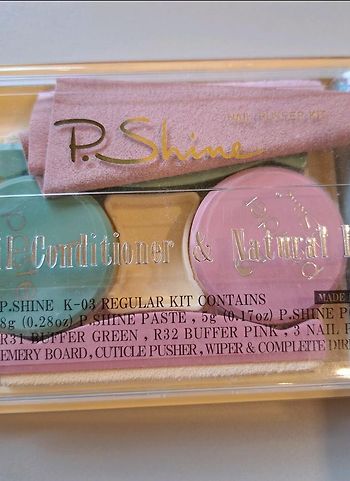 P.Shine
NAIL BUFFER KIT
Conditioner & Natural
P.SHINE K-03 REGULAR KIT CONTAINS
MADE
8g (0.28oz) P.SHINE PASTE, 5g (0.17oz) P.SHINE P
R31 BUFFER GREEN, R32 BUFFER PINK, 3 NAIL F
EMERY BOARD, CUTICLE PUSHER, WIPER & COMPLETE DIR